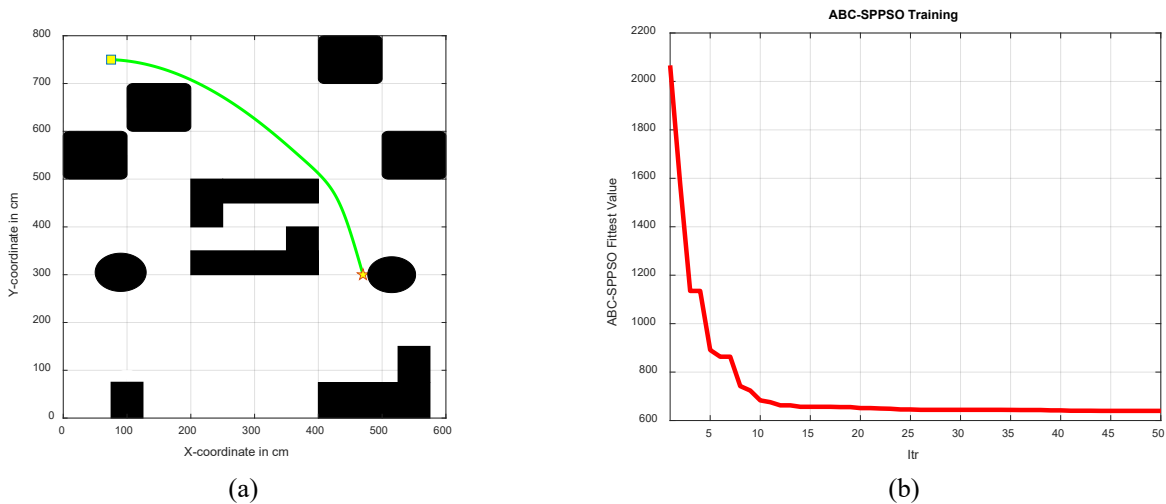 ABC-SPPSO Training
800
700
600
500
400
300
200
100
0
Y-coordinate in cm
0 100 200 300 400 500 600
X-coordinate in cm
(a)
2200
2000
1800
1600
1400
1200
1000
800
600
ABC-SPPSO Fittest Value
5 10 15 20 25 30 35 40 45 50
Itr
(b)